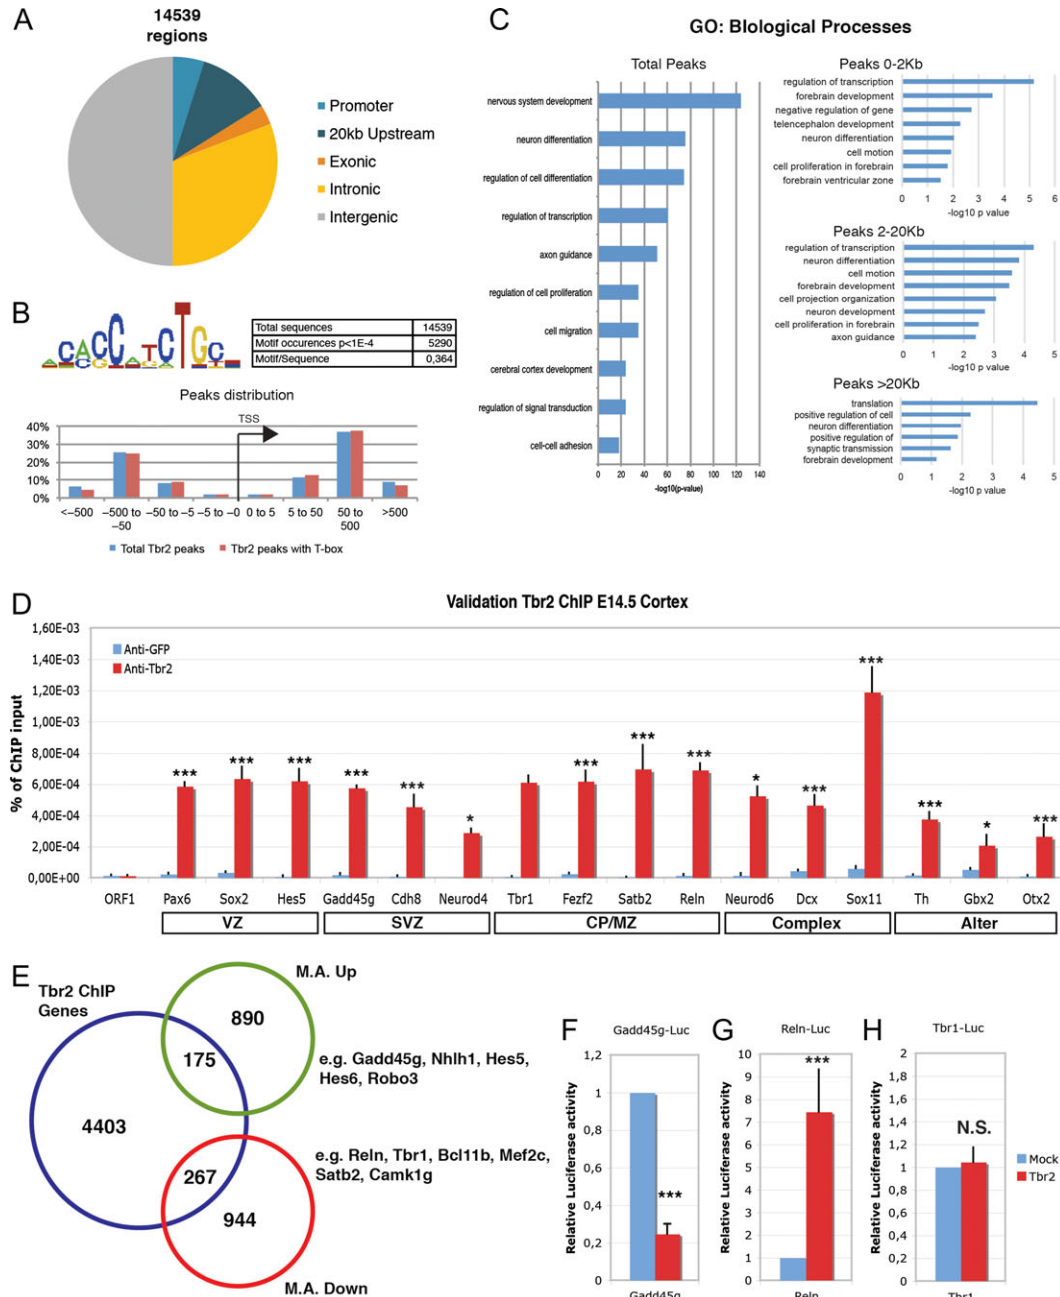 A
14539
regions
Promoter
20kb Upstream
Exonic
Intronic
Intergenic
B
ACACCATCTGCT
Total sequences 14539
Motif occurences p<1E-4 5290
Motif/Sequence 0,364
Peaks distribution
TSS
40%
30%
20%
10%
0%
<–500 –500 to –50 to –5 –5 to –0 0 to 5 5 to 50 50 to >500
–50 500
Total Tbr2 peaks Tbr2 peaks with T-box
C
GO: BIological Processes
Total Peaks
nervous system development
neuron differentiation
regulation of cell differentiation
regulation of transcription
axon guidance
regulation of cell proliferation
cell migration
cerebral cortex development
regulation of signal transduction
cell-cell adhesion
0 20 40 60 80 100 120 140
-log10(p-value)
Peaks 0-2Kb
regulation of transcription
forebrain development
negative regulation of gene
telencephalon development
neuron differentiation
cell motion
cell proliferation in forebrain
forebrain ventricular zone
0 1 2 3 4 5 6
-log10 p value
Peaks 2-20Kb
regulation of transcription
neuron differentiation
cell motion
forebrain development
cell projection organization
neuron development
cell proliferation in forebrain
axon guidance
0 1 2 3 4 5
-log10 p value
Peaks >20Kb
translation
positive regulation of cell
neuron differentiation
positive regulation of
synaptic transmission
forebrain development
0 1 2 3 4 5
-log10 p value
D
Validation Tbr2 ChIP E14.5 Cortex
% of ChIP input
1,60E-03
1,40E-03
1,20E-03
1,00E-03
8,00E-04
6,00E-04
4,00E-04
2,00E-04
0,00E+00
Anti-GFP
Anti-Tbr2
*** *** *** *** *** * *** *** *** * *** *** *** * ***
ORF1 Pax6 Sox2 Hes5 Gadd45g Cdh8 Neurod4 Tbr1 Fezf2 Satb2 Reln Neurod6 Dcx Sox11 Th Gbx2 Otx2
VZ SVZ CP/MZ Complex Alter
E
Tbr2 ChIP
Genes
M.A. Up
890
175
e.g. Gadd45g, Nhlh1, Hes5,
Hes6, Robo3
4403
e.g. Reln, Tbr1, Bcl11b, Mef2c,
Satb2, Camk1g
267
944
M.A. Down
F
Gadd45g-Luc
Relative Luciferase activity
1,2
1
0,8
0,6
0,4
0,2
0
***
Gadd45g
G
Reln-Luc
Relative Luciferase activity
10
9
8
7
6
5
4
3
2
1
0
***
Reln
H
Tbr1-Luc
Relative Luciferase activity
2
1,8
1,6
1,4
1,2
1
0,8
0,6
0,4
0,2
0
N.S.
Tbr1
Mock
Tbr2